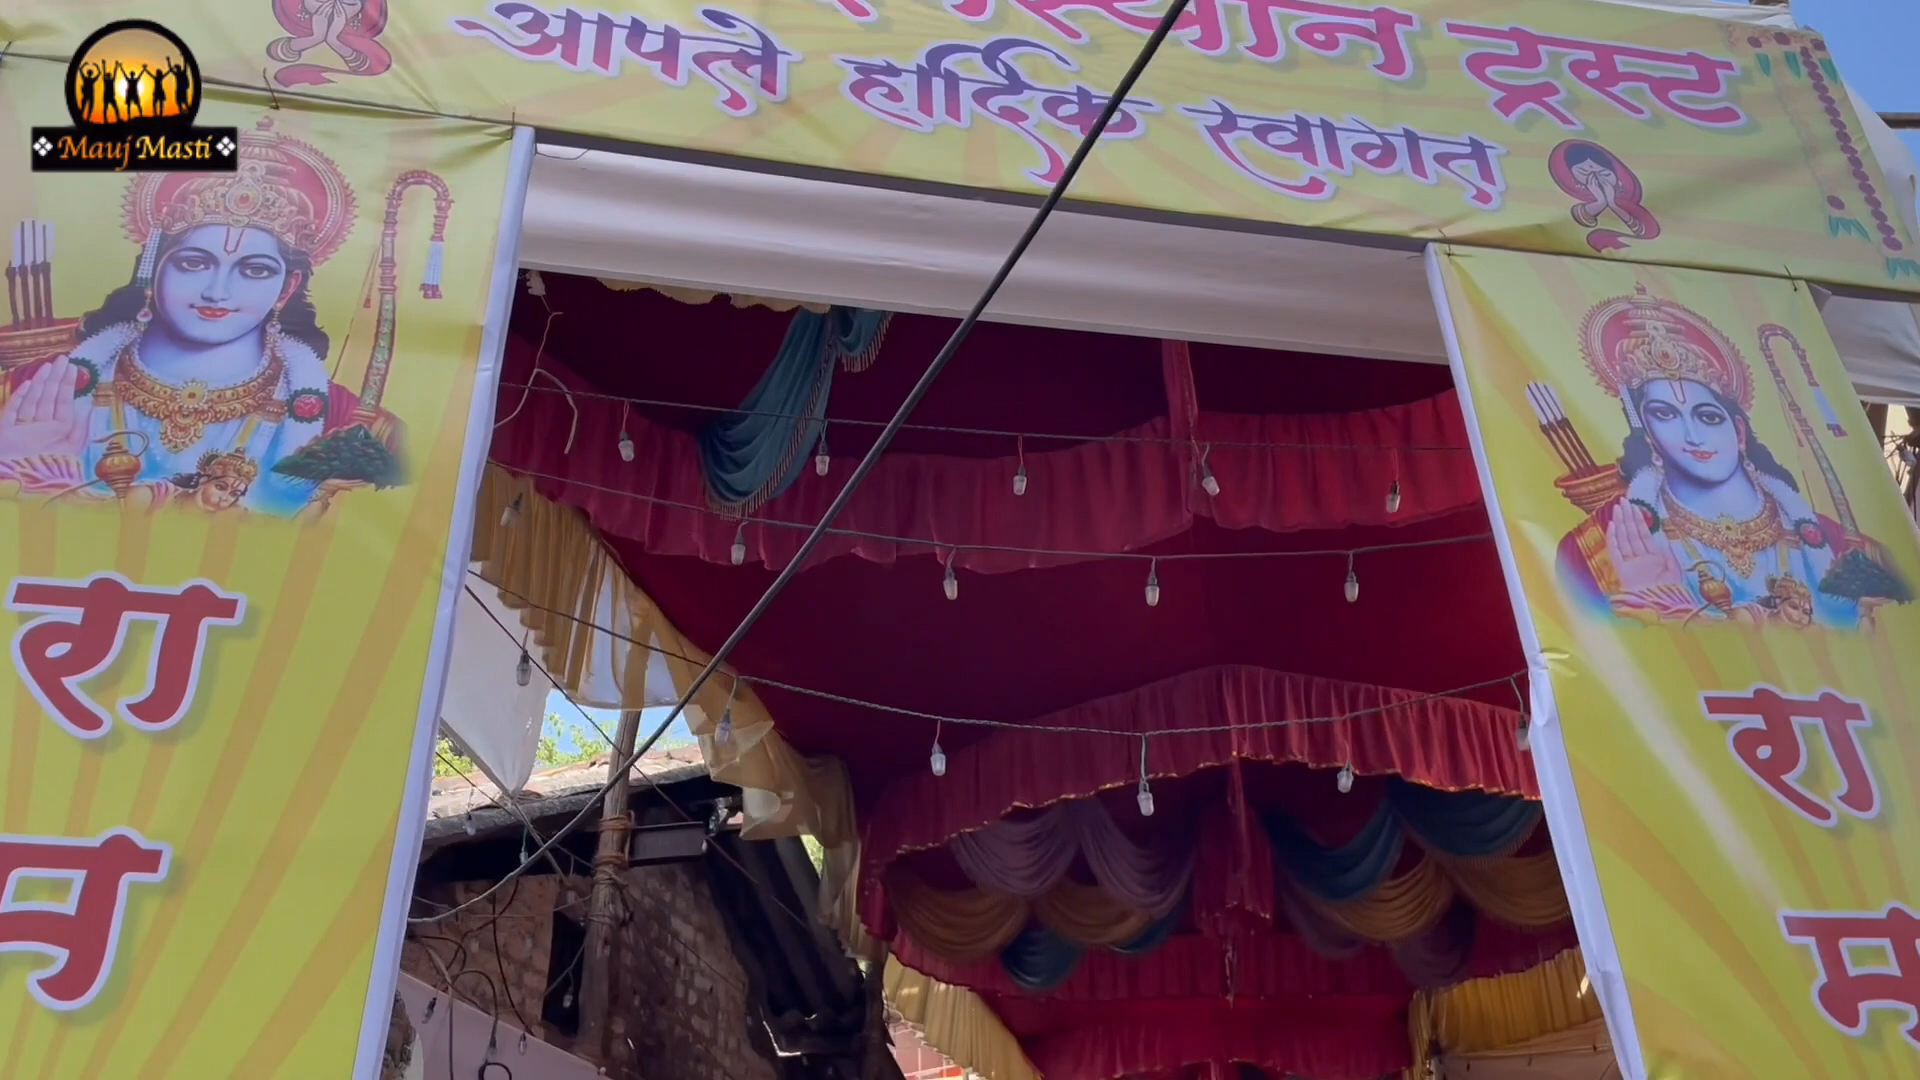 Mauj Masti
ट्रस्ट
आपले हार्दिक स्वागत
रा
म
रा
म